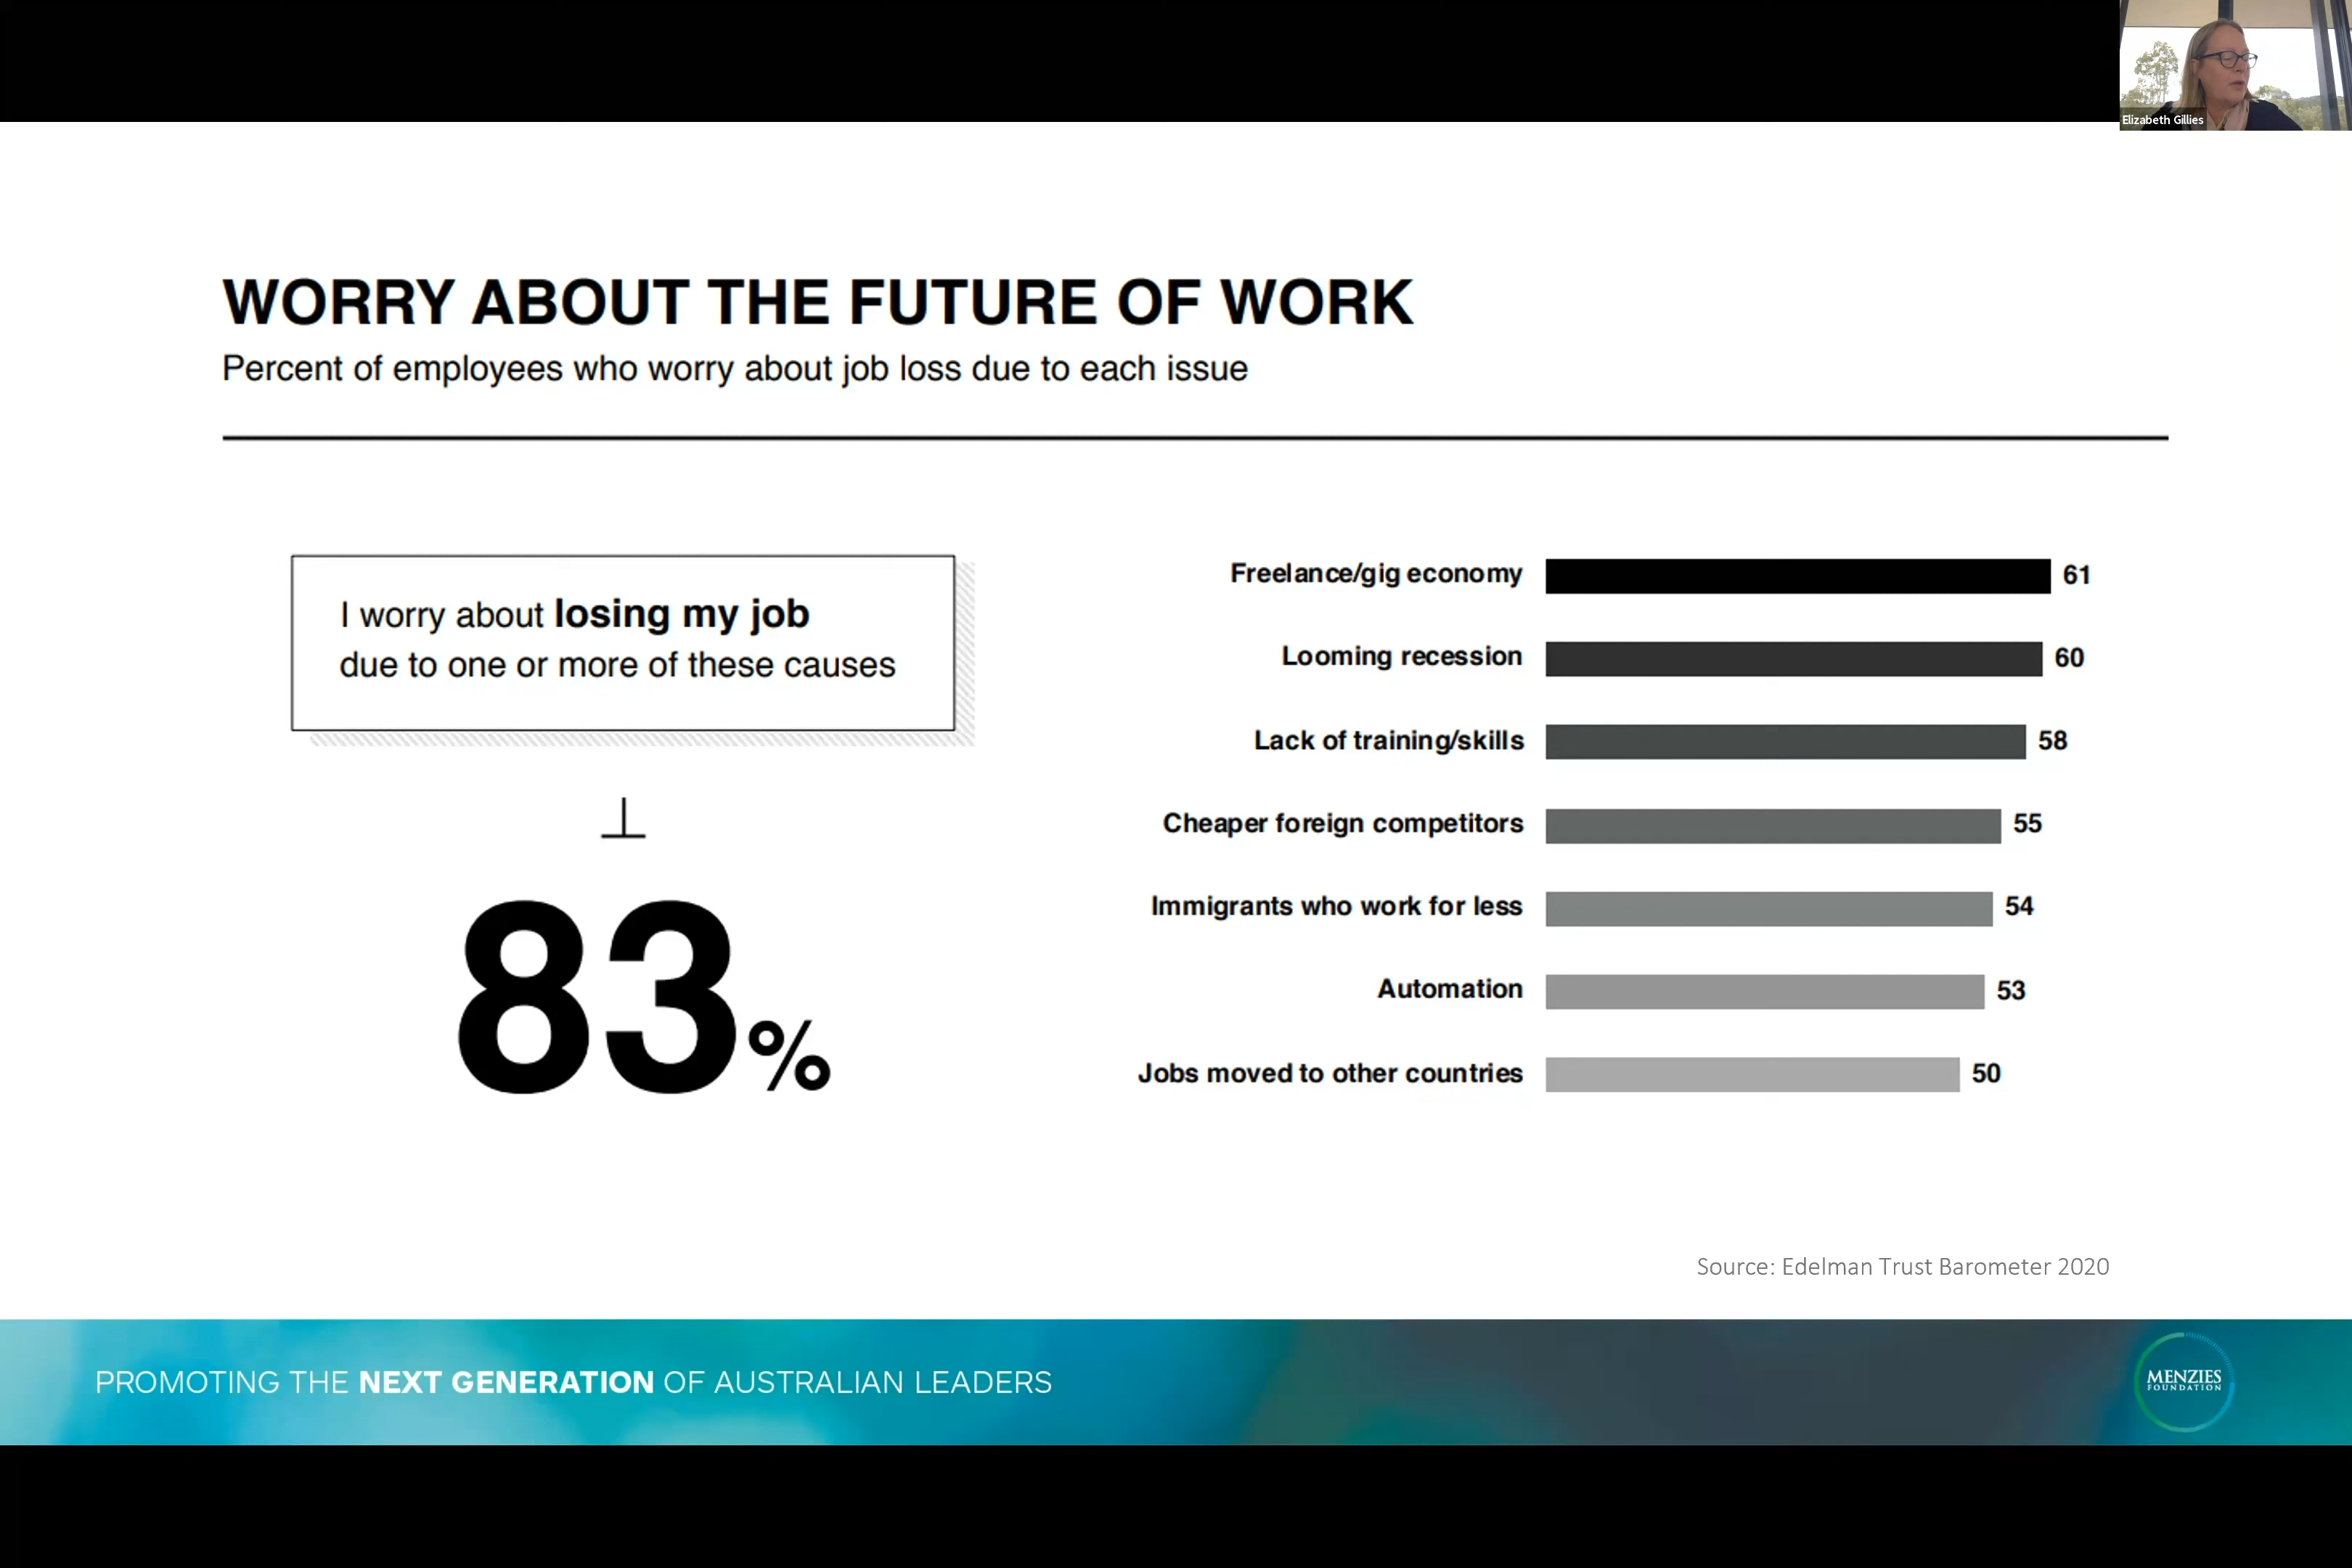 Elizabeth Gillies
WORRY ABOUT THE FUTURE OF WORK
Percent of employees who worry about job loss due to each issue
I worry about losing my job
due to one or more of these causes
83%
Freelance/gig economy 61
Looming recession 60
Lack of training/skills 58
Cheaper foreign competitors 55
Immigrants who work for less 54
Automation 53
Jobs moved to other countries 50
Source: Edelman Trust Barometer 2020
PROMOTING THE NEXT GENERATION OF AUSTRALIAN LEADERS
MENZIES
FOUNDATION